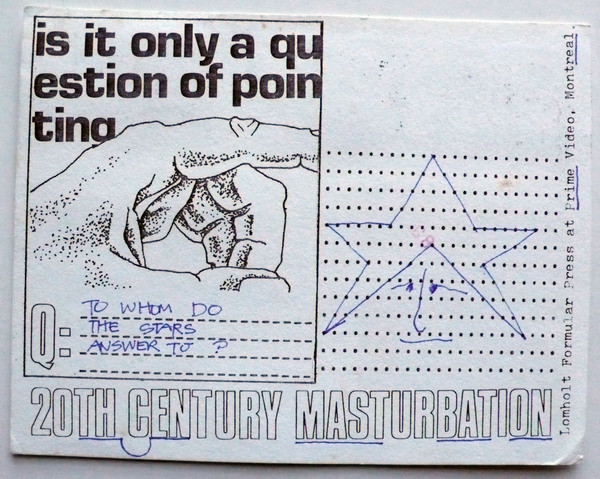 is it only a qu
estion of poin
ting
Q: TO WHOM DO
THE STARS
ANSWER TO ?
20TH CENTURY MASTURBATION
Lomholt Formular Press at Prime Video, Montreal.